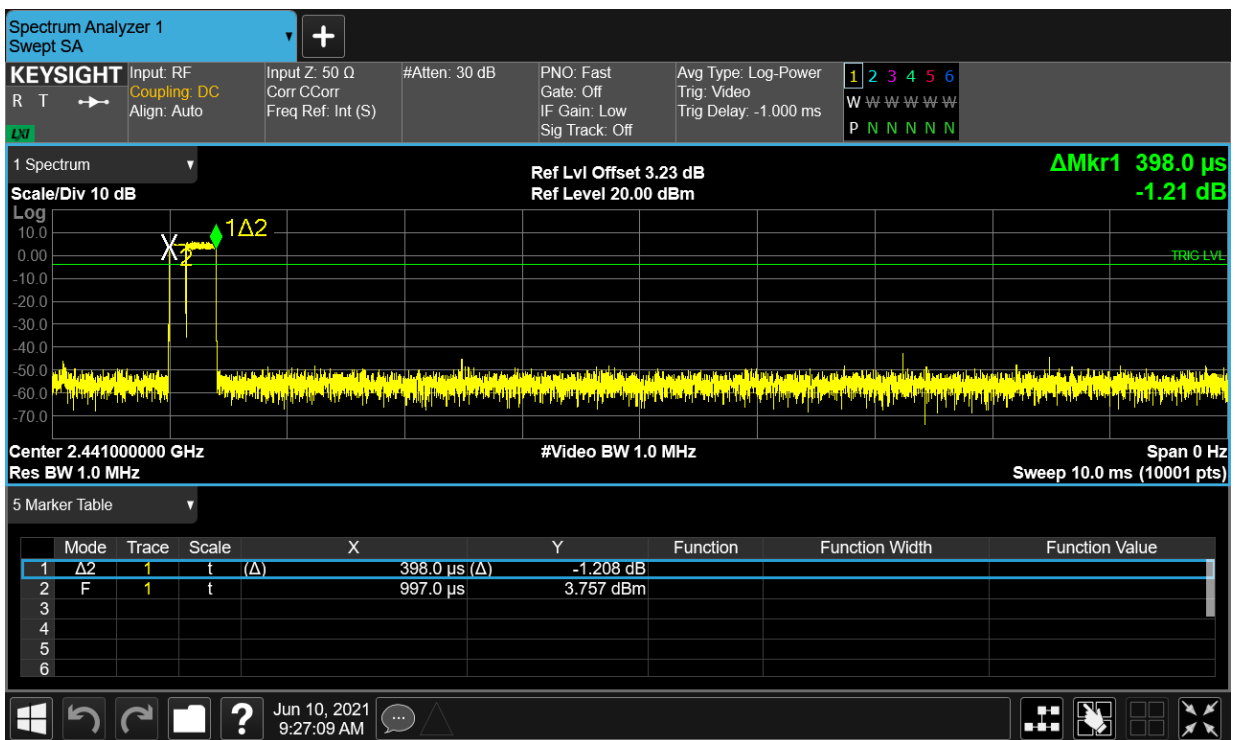 Spectrum Analyzer 1
Swept SA
KEYSIGHT
R T
LXI
Input: RF
Coupling: DC
Align: Auto
Input Z: 50 Ω
Corr CCorr
Freq Ref: Int (S)
#Atten: 30 dB
PNO: Fast
Gate: Off
IF Gain: Low
Sig Track: Off
Avg Type: Log-Power
Trig: Video
Trig Delay: -1.000 ms
1 2 3 4 5 6
W W W W W W
P N N N N N
1 Spectrum
Scale/Div 10 dB
Ref Lvl Offset 3.23 dB
Ref Level 20.00 dBm
ΔMkr1 398.0 µs
-1.21 dB
Log
10.0
0.00
-10.0
-20.0
-30.0
-40.0
-50.0
-60.0
-70.0
1Δ2
2
TRIG LVL
Center 2.441000000 GHz
#Video BW 1.0 MHz
Span 0 Hz
Res BW 1.0 MHz
Sweep 10.0 ms (10001 pts)
5 Marker Table
Mode Trace Scale X Y Function Function Width Function Value
1 Δ2 1 t (Δ) 398.0 µs (Δ) -1.208 dB
2 F 1 t 997.0 µs 3.757 dBm
3
4
5
6
?
Jun 10, 2021
9:27:09 AM